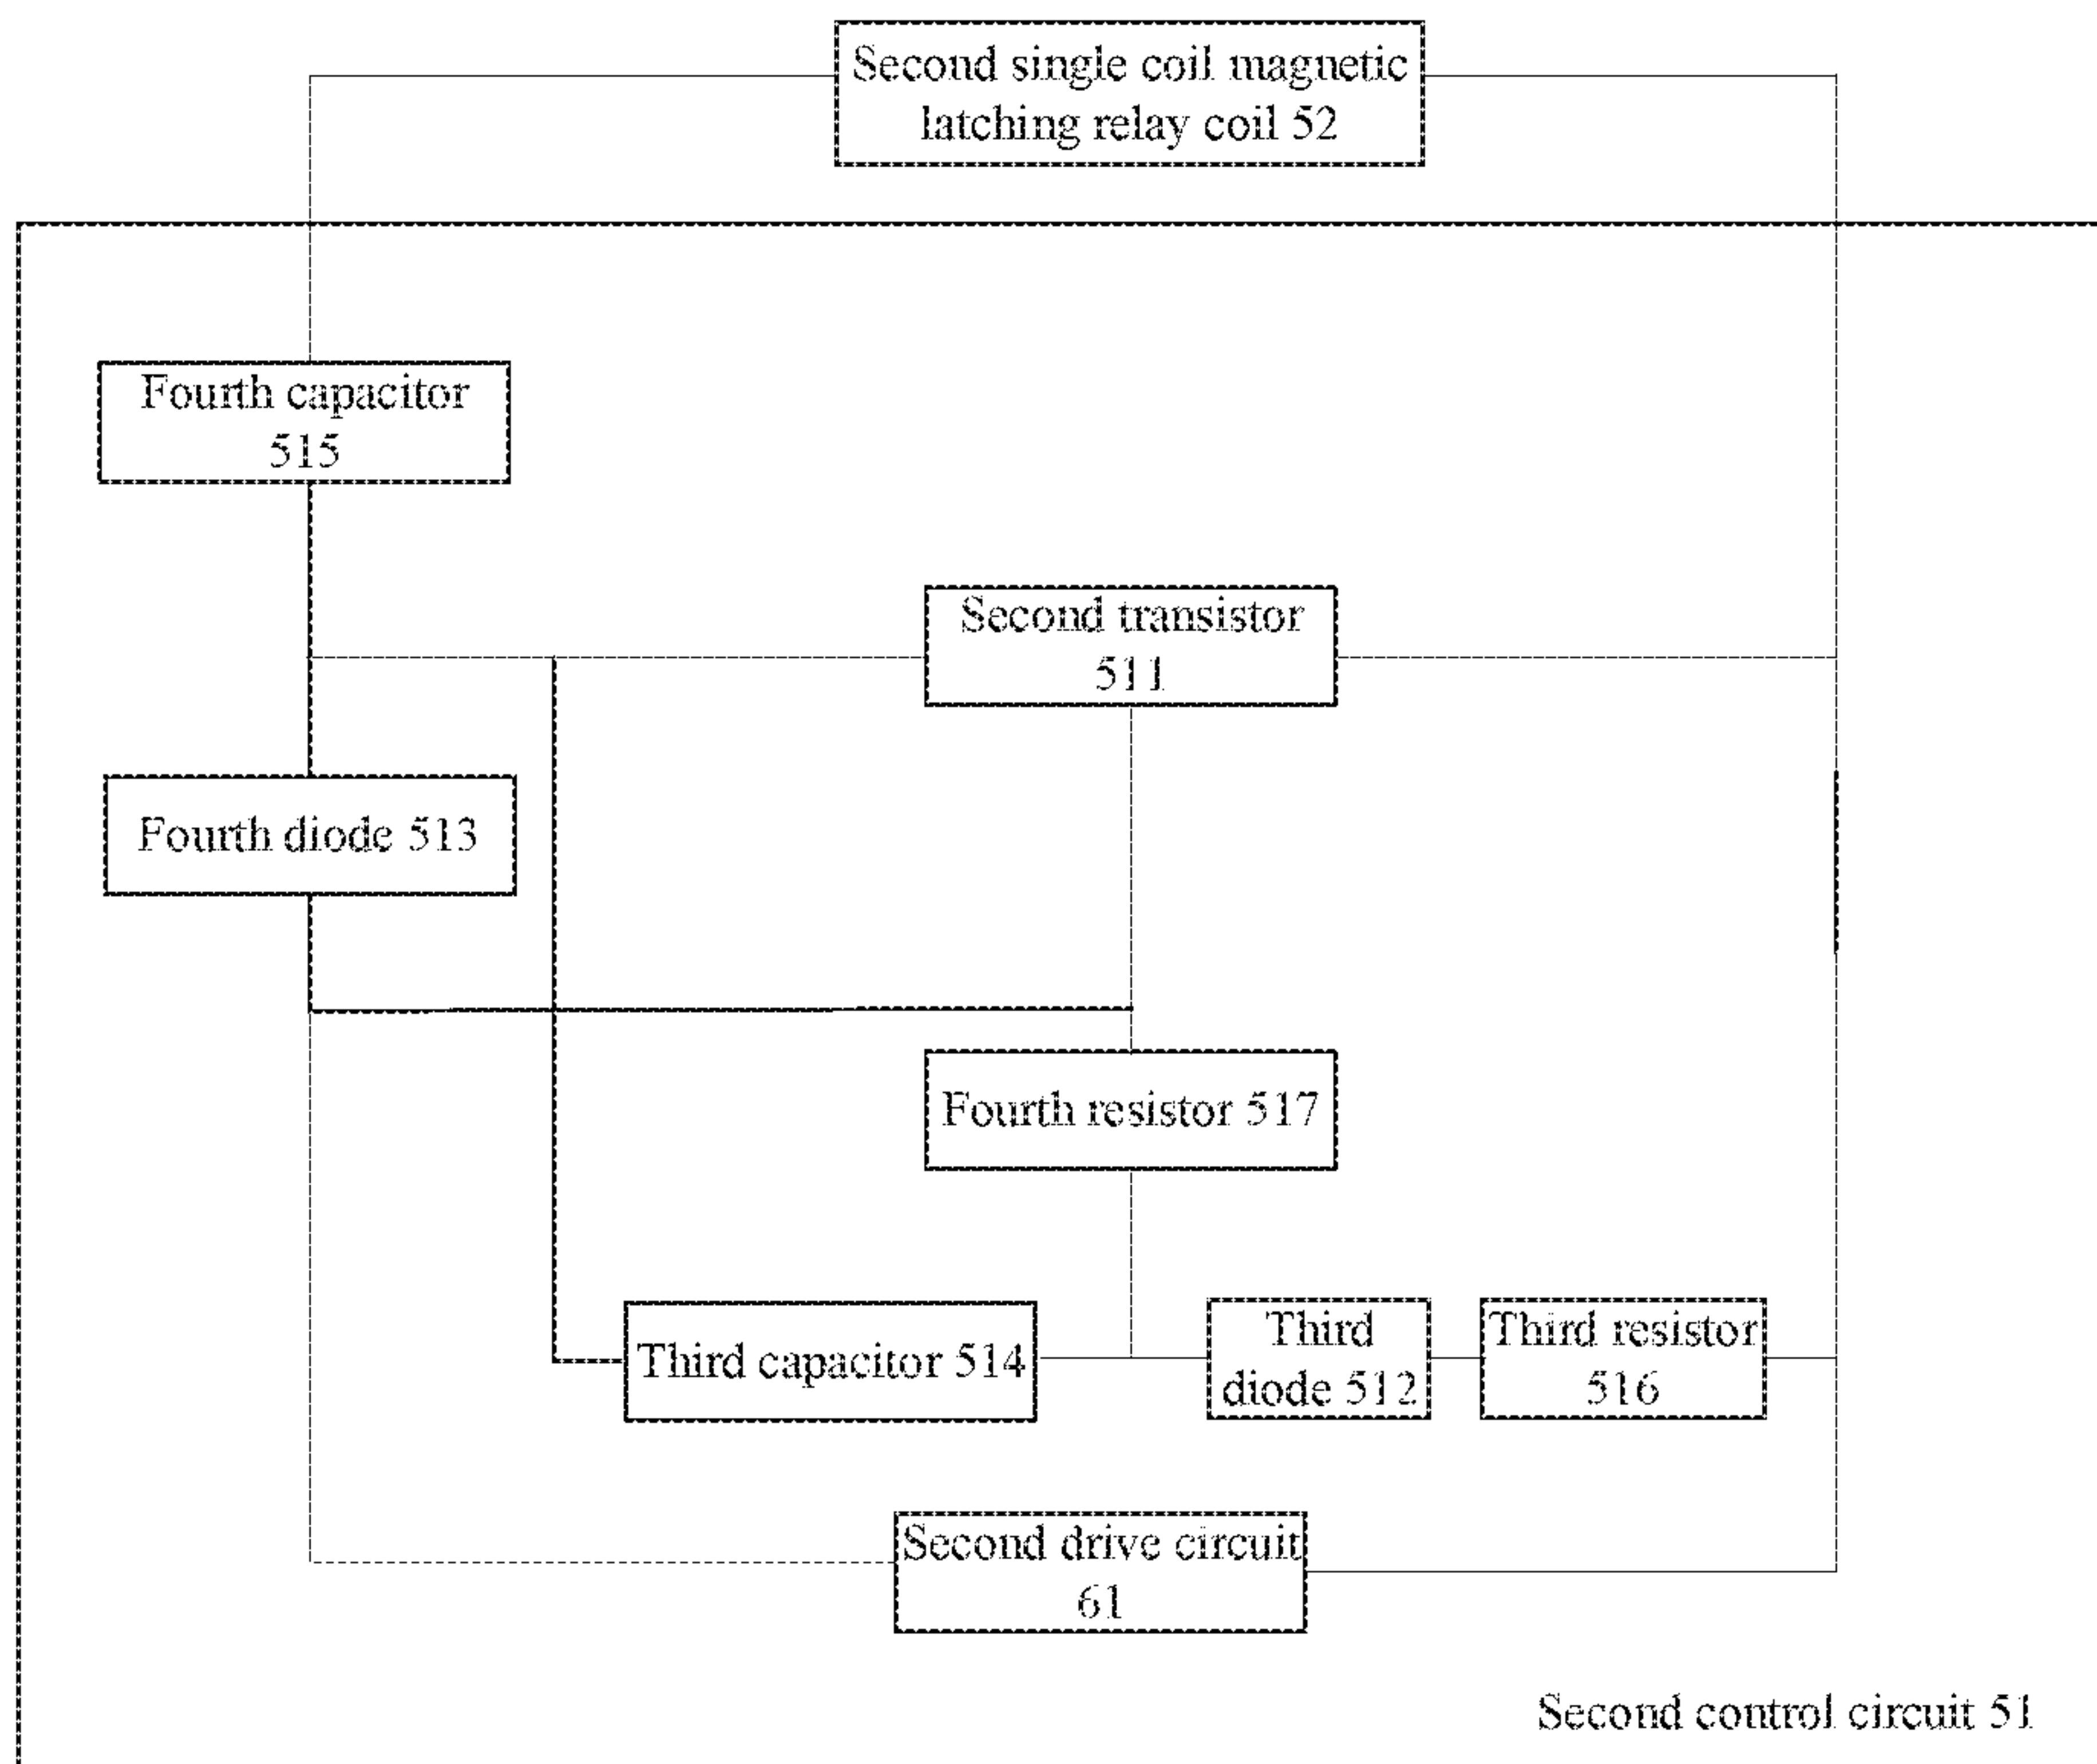 Second single coil magnetic
latching relay coil 52
Fourth capacitor
515
Second transistor
511
Fourth diode 513
Fourth resistor 517
Third capacitor 514
Third
diode 512
Third resistor
516
Second drive circuit
61
Second control circuit 51